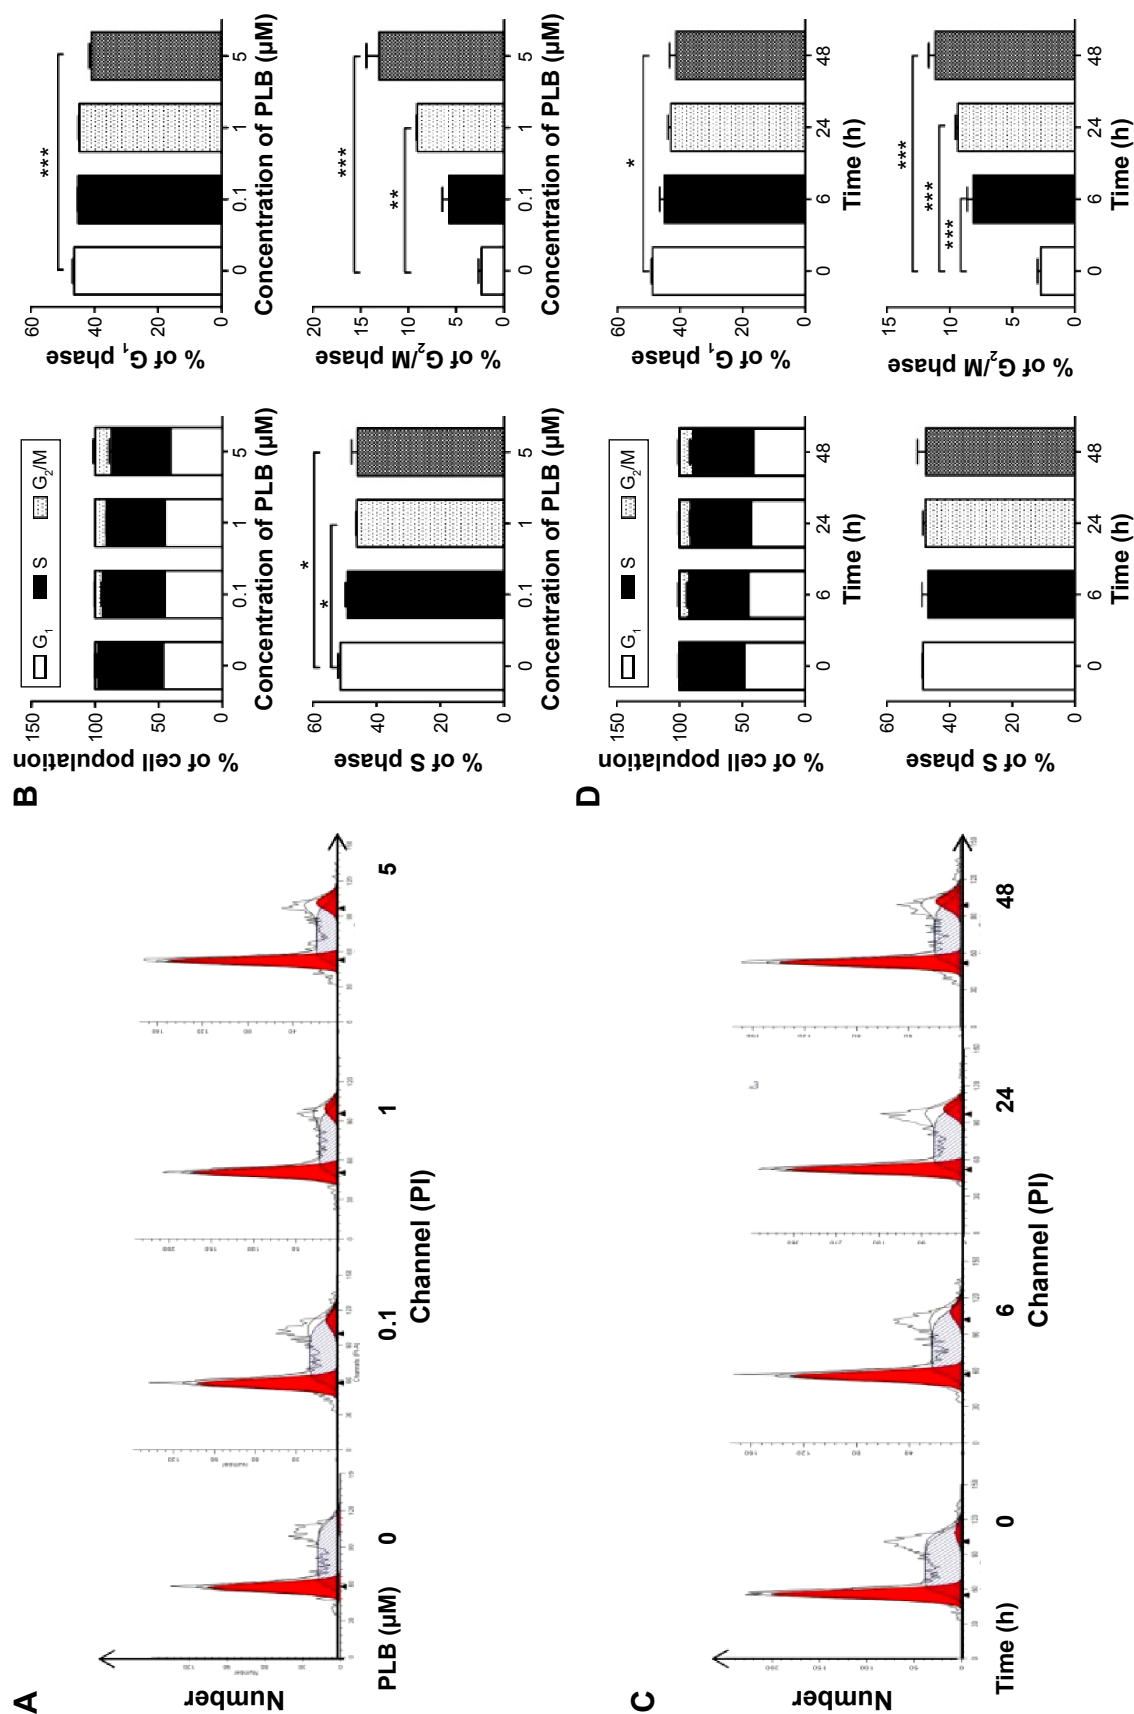 A
Number
PLB (µM) 0 0.1 1 5
Channel (PI)
B
G1 S G2/M
% of cell population
150
100
50
0
0 0.1 1 5
Concentration of PLB (µM)
% of G1 phase
60
40
20
0
***
0 0.1 1 5
Concentration of PLB (µM)
% of S phase
60
40
20
0
*
*
0 0.1 1 5
Concentration of PLB (µM)
% of G2/M phase
20
15
10
5
0
***
**
0 0.1 1 5
Concentration of PLB (µM)
C
Number
Time (h) 0 6 24 48
Channel (PI)
D
G1 S G2/M
% of cell population
150
100
50
0
0 6 24 48
Time (h)
% of G1 phase
60
40
20
0
*
0 6 24 48
Time (h)
% of S phase
60
40
20
0
0 6 24 48
Time (h)
% of G2/M phase
15
10
5
0
***
***
***
0 6 24 48
Time (h)